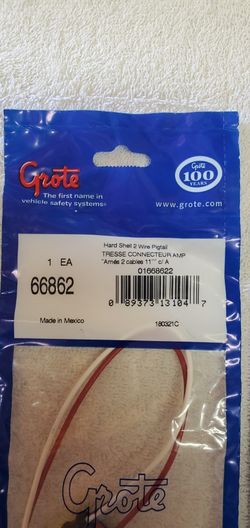 Grote
The first name in
vehicle safety systems
Grote
100
YEARS
www.grote.com
1 EA
66862
Hard Shell 2 Wire Pigtail
TRESSE CONNECTEUR AMP
"Arnés 2 cables 11"" c/ A
01668622
0 89373 13104 7
Made in Mexico
180321C
Grote